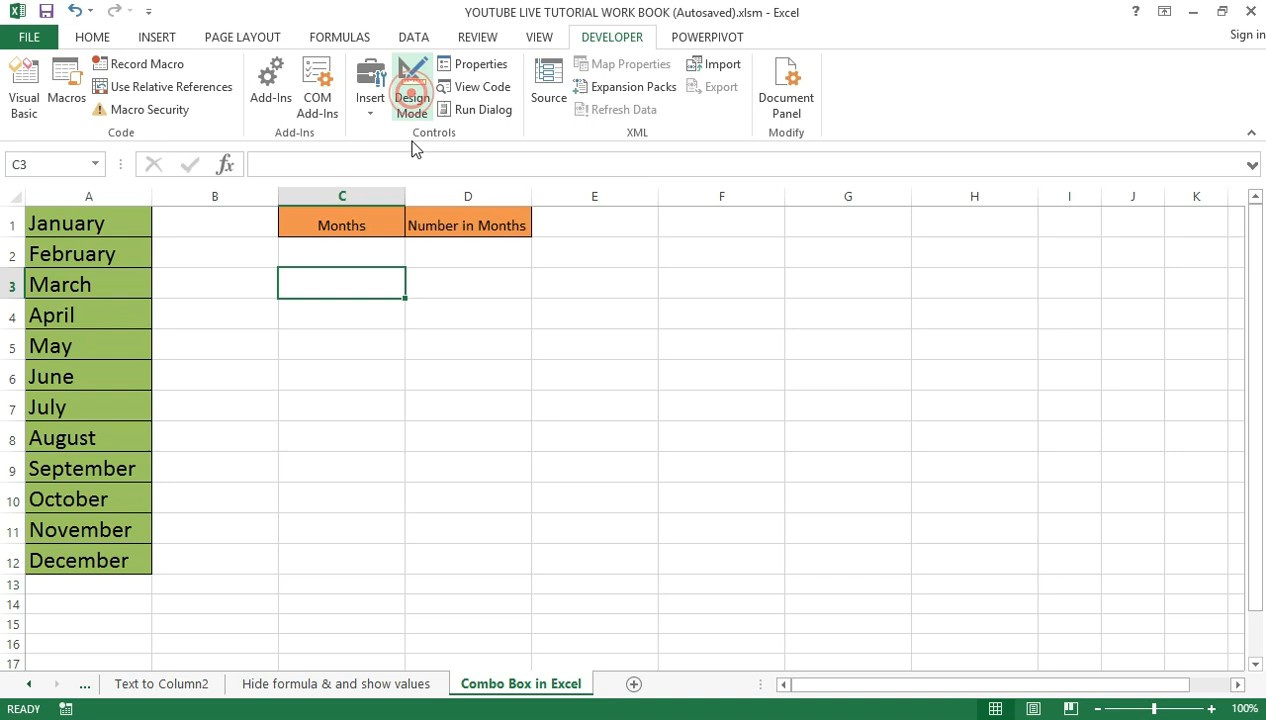 YOUTUBE LIVE TUTORIAL WORK BOOK (Autosaved).xlsm - Excel
?
FILE HOME INSERT PAGE LAYOUT FORMULAS DATA REVIEW VIEW DEVELOPER POWERPIVOT Sign in
Visual Basic
Macros
Record Macro
Use Relative References
Macro Security
Code
Add-Ins
COM Add-Ins
Add-Ins
Insert
Design Mode
Properties
View Code
Run Dialog
Controls
Source
Map Properties
Expansion Packs
Refresh Data
Import
Export
XML
Document Panel
Modify
C3 fx
A B C D E F G H I J K
1 January Months Number in Months
2 February
3 March
4 April
5 May
6 June
7 July
8 August
9 September
10 October
11 November
12 December
13
14
15
16
17
... Text to Column2 Hide formula & and show values Combo Box in Excel
READY 100%